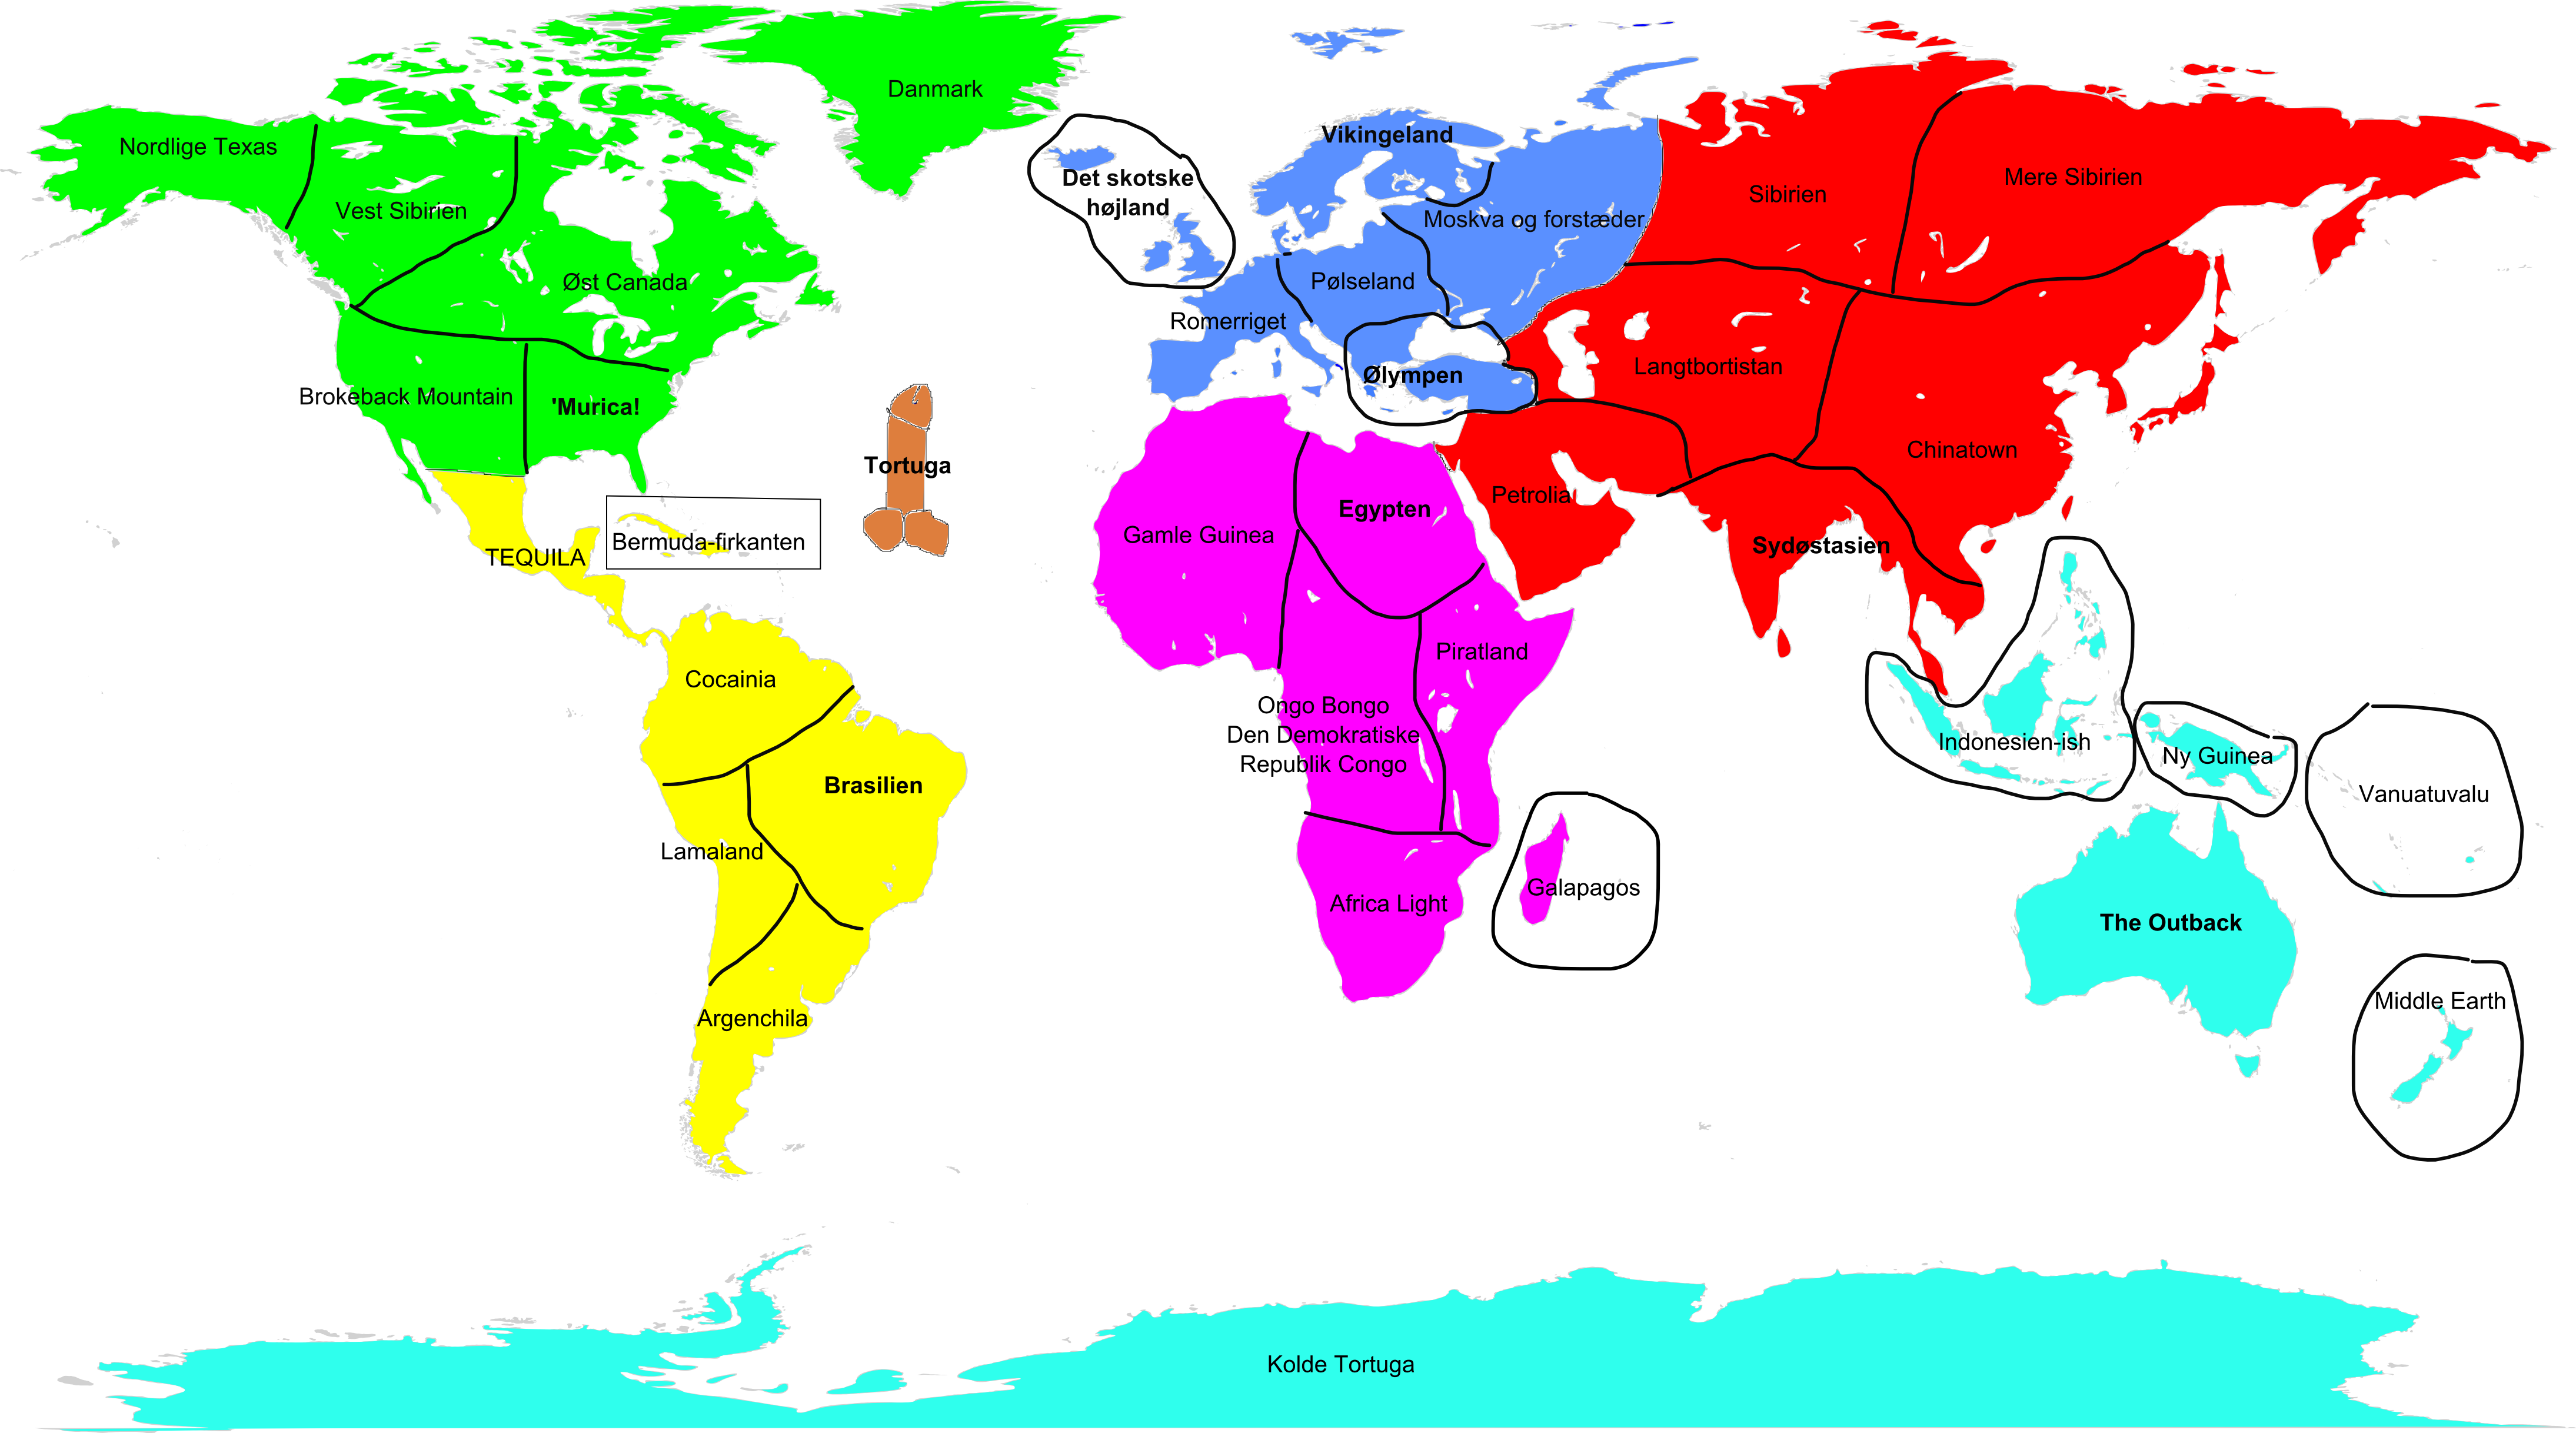 Danmark
Nordlige Texas
Vest Sibirien
Øst Canada
Brokeback Mountain
'Murica!
TEQUILA
Bermuda-firkanten
Tortuga
Cocainia
Brasilien
Lamaland
Argenchila
Det skotske
højland
Vikingeland
Moskva og forstæder
Pølseland
Romerriget
Ølympen
Sibirien
Mere Sibirien
Langtbortistan
Chinatown
Petrolia
Sydøstasien
Gamle Guinea
Egypten
Piratland
Ongo Bongo
Den Demokratiske
Republik Congo
Africa Light
Galapagos
Indonesien-ish
Ny Guinea
Vanuatuvalu
The Outback
Middle Earth
Kolde Tortuga